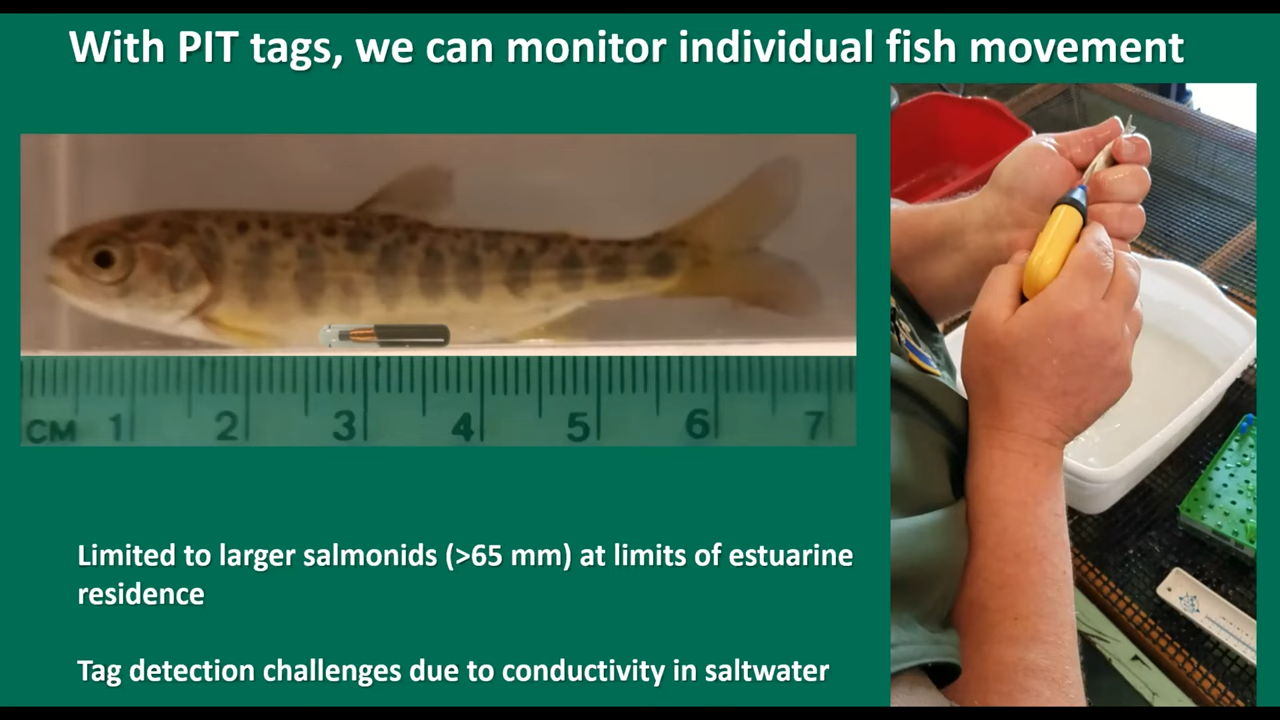 With PIT tags, we can monitor individual fish movement
CM 1 2 3 4 5 6 7
Limited to larger salmonids (>65 mm) at limits of estuarine
residence
Tag detection challenges due to conductivity in saltwater